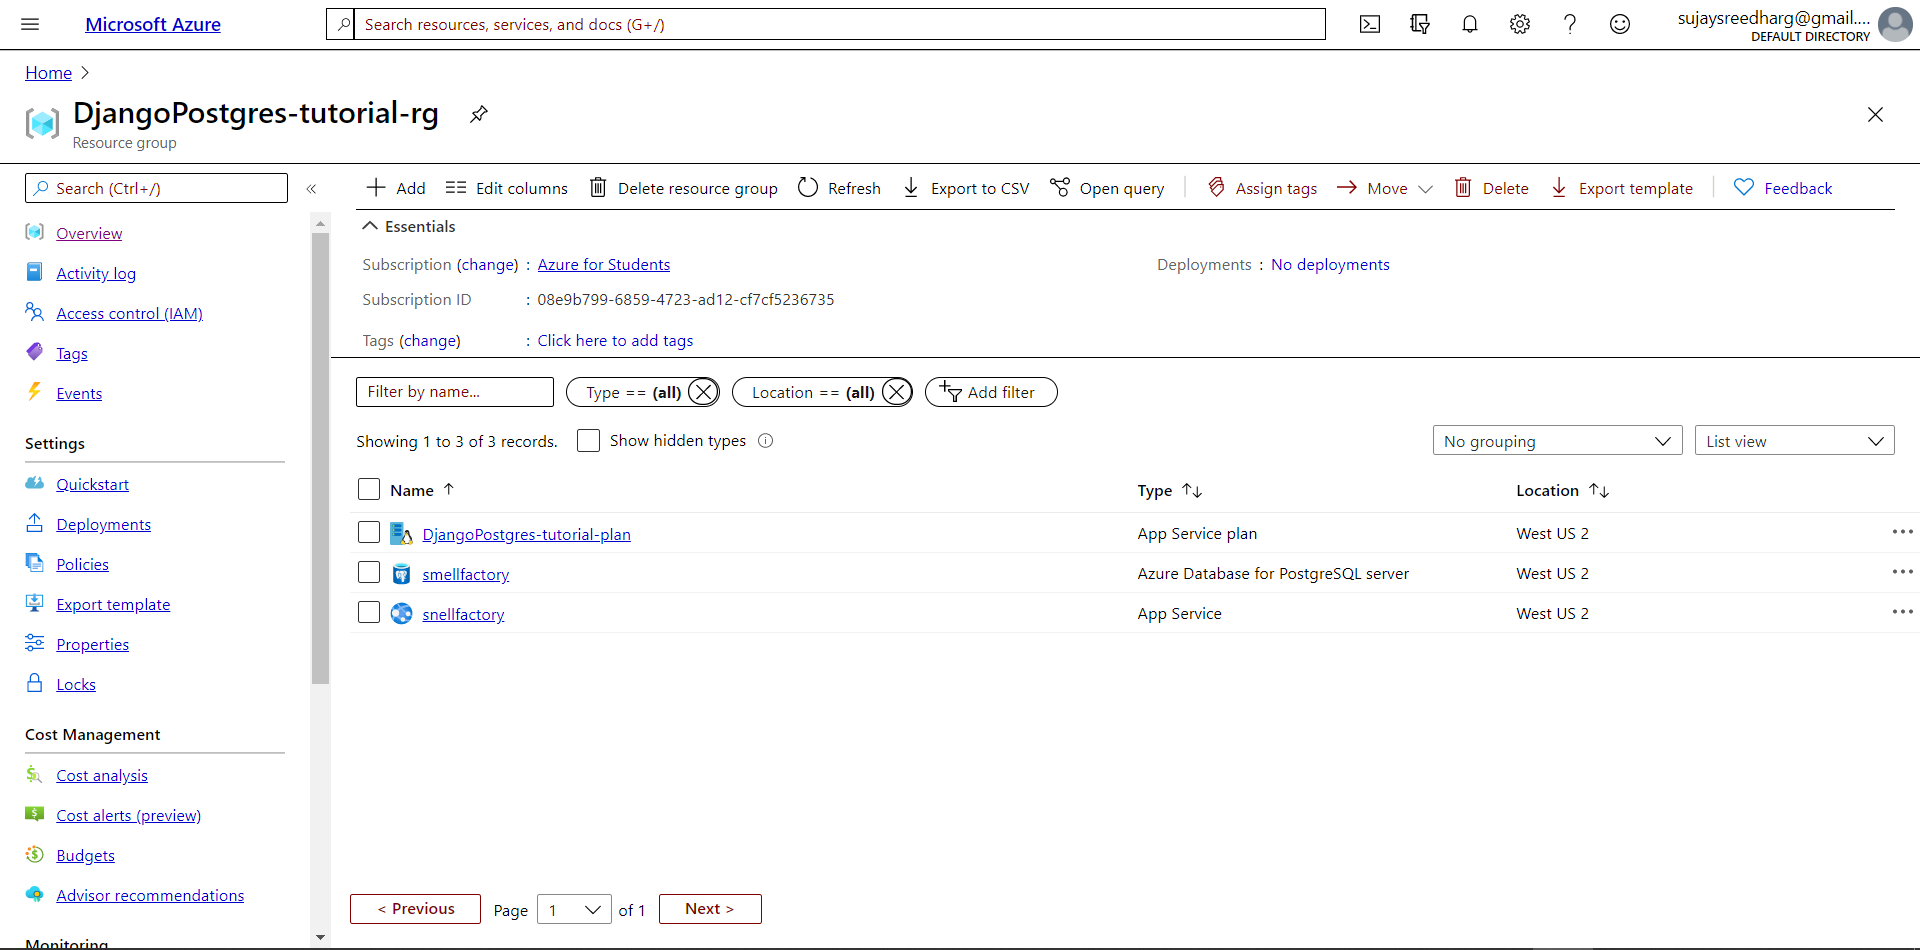 Microsoft Azure
Search resources, services, and docs (G+/)
sujaysreedharg@gmail....
DEFAULT DIRECTORY
Home
DjangoPostgres-tutorial-rg
Resource group
Search (Ctrl+/)
«
Add
Edit columns
Delete resource group
Refresh
Export to CSV
Open query
Assign tags
Move
Delete
Export template
Feedback
Overview
Activity log
Access control (IAM)
Tags
Events
Settings
Quickstart
Deployments
Policies
Export template
Properties
Locks
Cost Management
Cost analysis
Cost alerts (preview)
Budgets
Advisor recommendations
Monitoring
Essentials
Subscription (change) : Azure for Students
Deployments : No deployments
Subscription ID : 08e9b799-6859-4723-ad12-cf7cf5236735
Tags (change) : Click here to add tags
Filter by name...
Type == (all)
Location == (all)
Add filter
Showing 1 to 3 of 3 records.
Show hidden types
No grouping
List view
Name ↑ Type ↑↓ Location ↑↓
DjangoPostgres-tutorial-plan App Service plan West US 2
smellfactory Azure Database for PostgreSQL server West US 2
snellfactory App Service West US 2
< Previous
Page 1 of 1
Next >